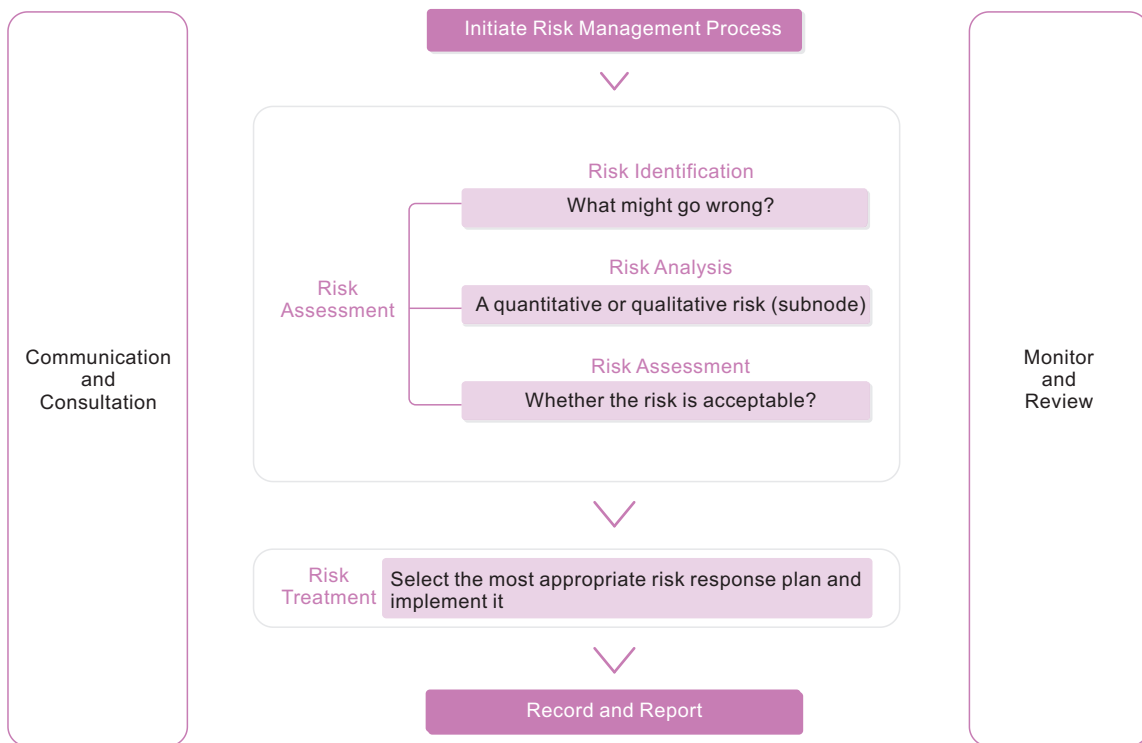 Initiate Risk Management Process
Risk Identification
What might go wrong?
Risk Analysis
A quantitative or qualitative risk (subnode)
Risk
Assessment
Risk Assessment
Whether the risk is acceptable?
Communication
and
Consultation
Monitor
and
Review
Risk
Treatment
Select the most appropriate risk response plan and
implement it
Record and Report